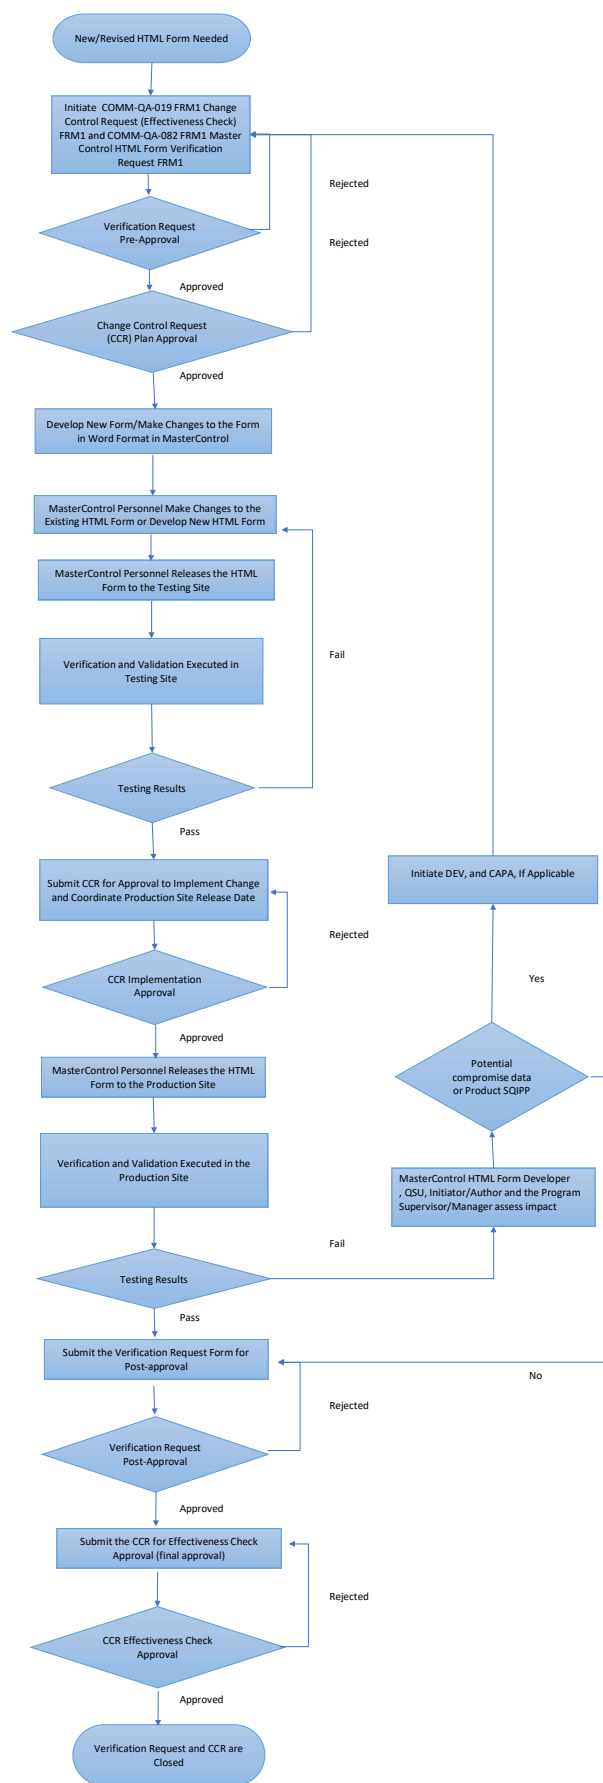 New/Revised HTML Form Needed
Initiate  COMM-QA-019 FRM1 Change
Control Request (Effectiveness Check)
FRM1 and COMM-QA-082 FRM1 Master
Control HTML Form Verification
Request FRM1
Rejected
Verification Request
Pre-Approval
Rejected
Approved
Change Control Request
(CCR) Plan Approval
Approved
Develop New Form/Make Changes to the Form
in Word Format in MasterControl
MasterControl Personnel Make Changes to the
Existing HTML Form or Develop New HTML Form
MasterControl Personnel Releases the HTML
Form to the Testing Site
Fail
Verification and Validation Executed in
Testing Site
Testing Results
Pass
Submit CCR for Approval to Implement Change
and Coordinate Production Site Release Date
Initiate DEV, and CAPA, If Applicable
Rejected
CCR Implementation
Approval
Yes
Approved
MasterControl Personnel Releases the HTML
Form to the Production Site
Potential
compromise data
or Product SQIPP
Verification and Validation Executed in the
Production Site
MasterControl HTML Form Developer
, QSU, Initiator/Author and the Program
Supervisor/Manager assess impact
Fail
Testing Results
Pass
Submit the Verification Request Form for
Post-approval
No
Rejected
Verification Request
Post-Approval
Approved
Submit the CCR for Effectiveness Check
Approval (final approval)
Rejected
CCR Effectiveness Check
Approval
Approved
Verification Request and CCR are
Closed